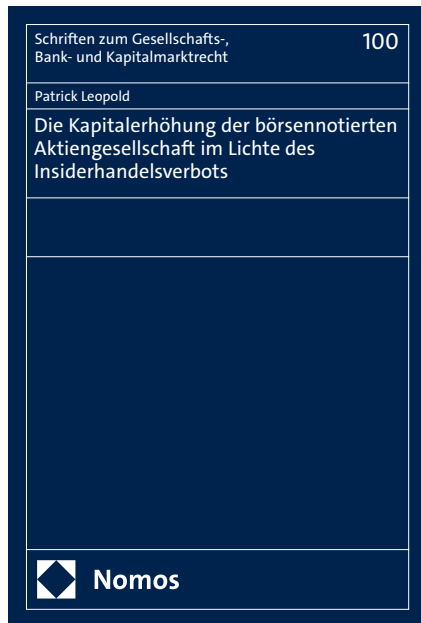 Schriften zum Gesellschafts-, 100
Bank- und Kapitalmarktrecht
Patrick Leopold
Die Kapitalerhöhung der börsennotierten
Aktiengesellschaft im Lichte des
Insiderhandelsverbots
Nomos